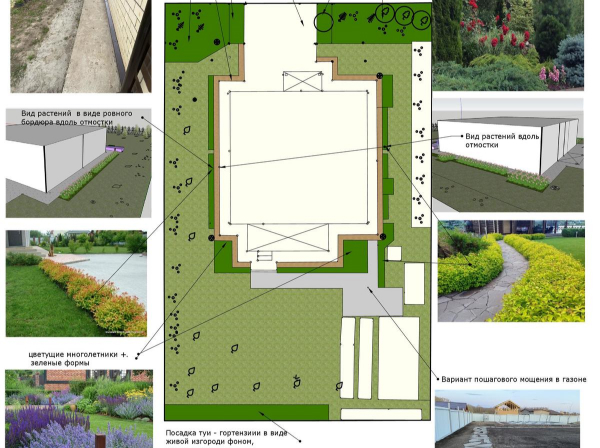 Вид растений в виде ровного
бордюра вдоль отмостки
Вид растений вдоль
отмостки
цветущие многолетники +.
зеленые формы
Вариант пошагового мощения в газоне
Посадка туи - гортензиии в виде
живой изгороди фоном,